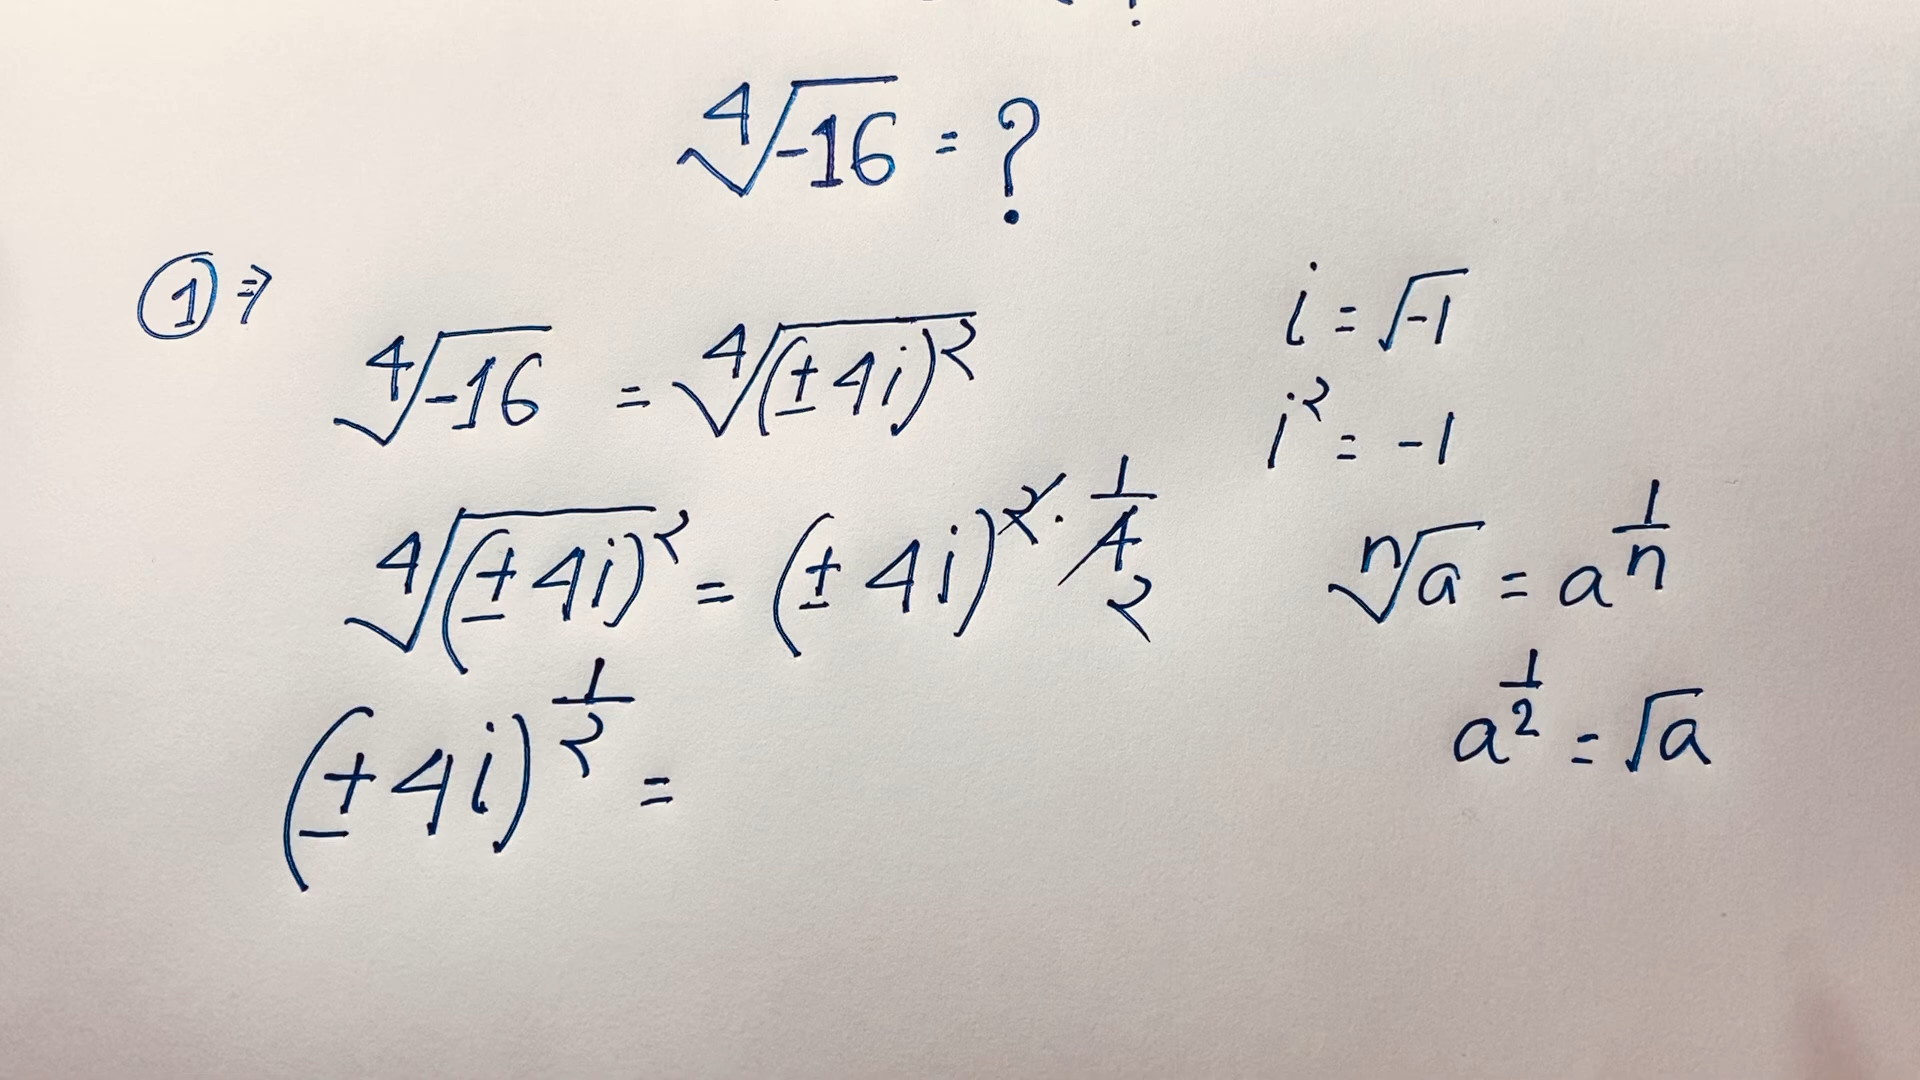 ⁴√-16 = ?
① ⇒
⁴√-16 = ⁴√(±4i)²
i = √-1
i² = -1
⁴√(±4i)² = (±4i)^2·1/4 2
ⁿ√a = a^1/n
(±4i)^1/2 =
a^1/2 = √a